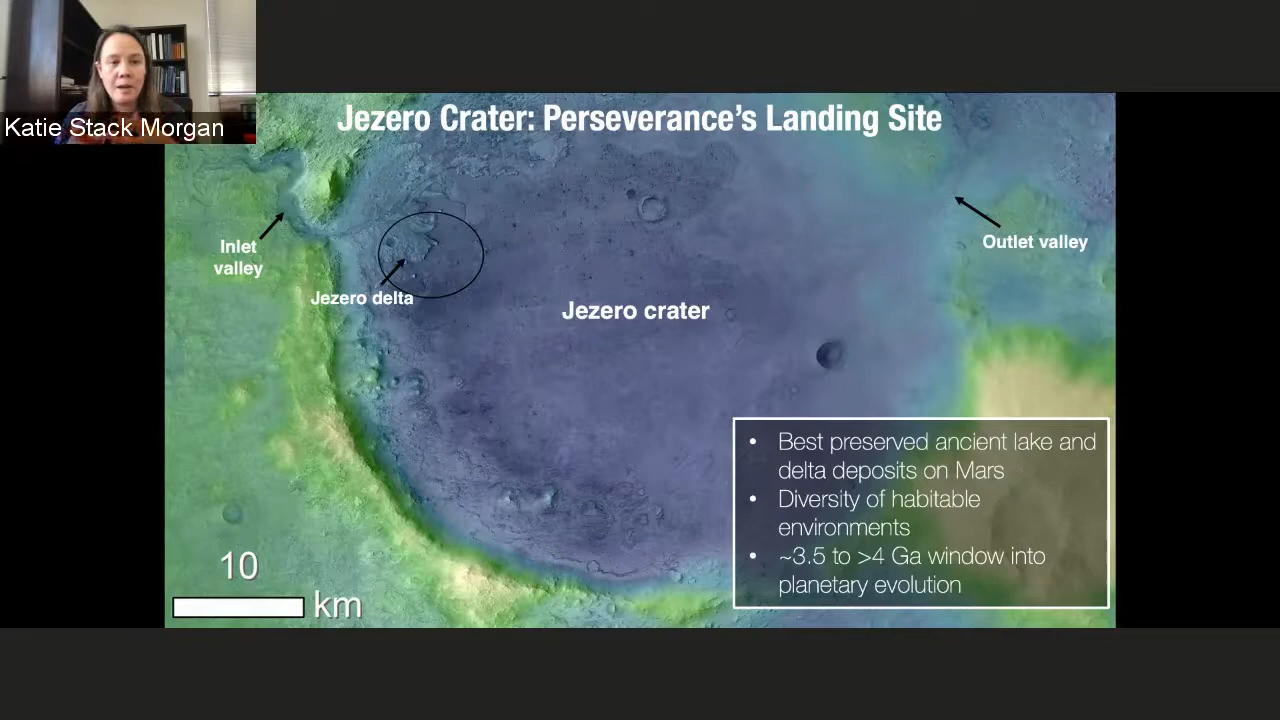 Katie Stack Morgan
Jezero Crater: Perseverance's Landing Site
Inlet
valley
Outlet valley
Jezero delta
Jezero crater
• Best preserved ancient lake and
delta deposits on Mars
• Diversity of habitable
environments
• ~3.5 to >4 Ga window into
planetary evolution
10
km